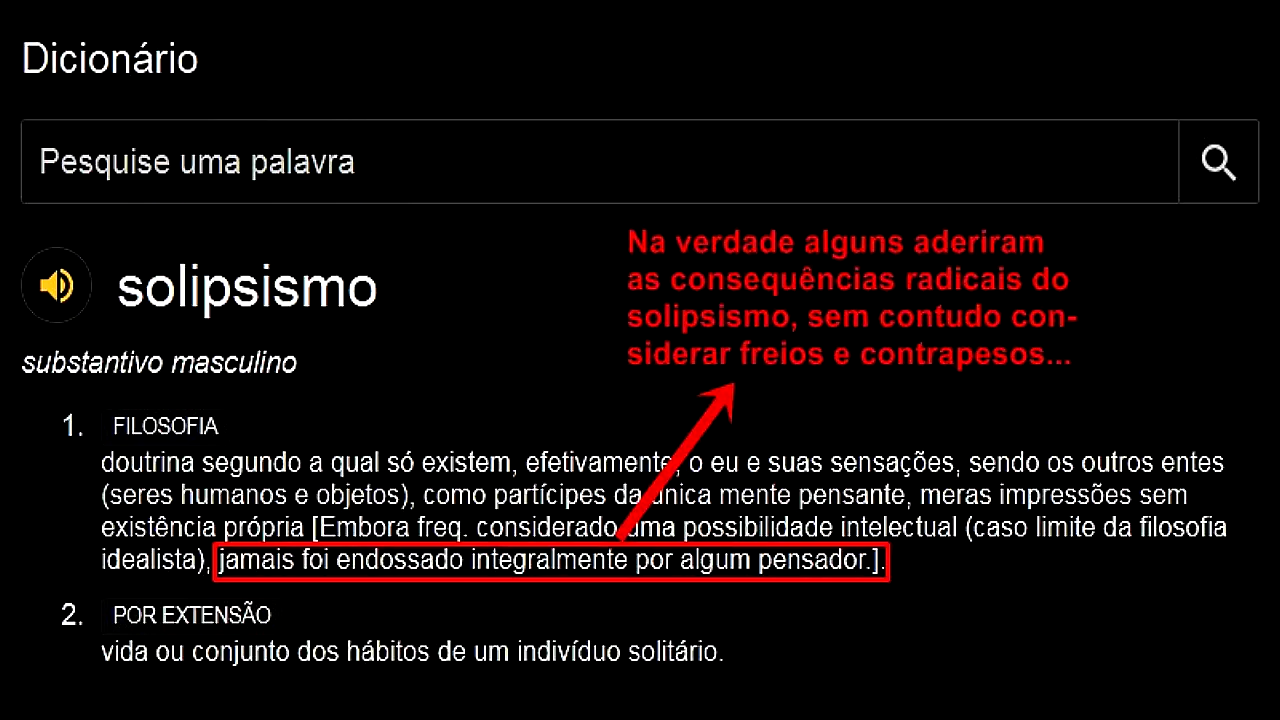 Dicionário
Pesquise uma palavra
Na verdade alguns aderiram
as consequências radicais do
solipsismo, sem contudo con-
siderar freios e contrapesos...
solipsismo
substantivo masculino
1. FILOSOFIA
doutrina segundo a qual só existem, efetivamente, o eu e suas sensações, sendo os outros entes
(seres humanos e objetos), como partícipes da única mente pensante, meras impressões sem
existência própria [Embora freq. considerado uma possibilidade intelectual (caso limite da filosofia
idealista), jamais foi endossado integralmente por algum pensador.].
2. POR EXTENSÃO
vida ou conjunto dos hábitos de um indivíduo solitário.